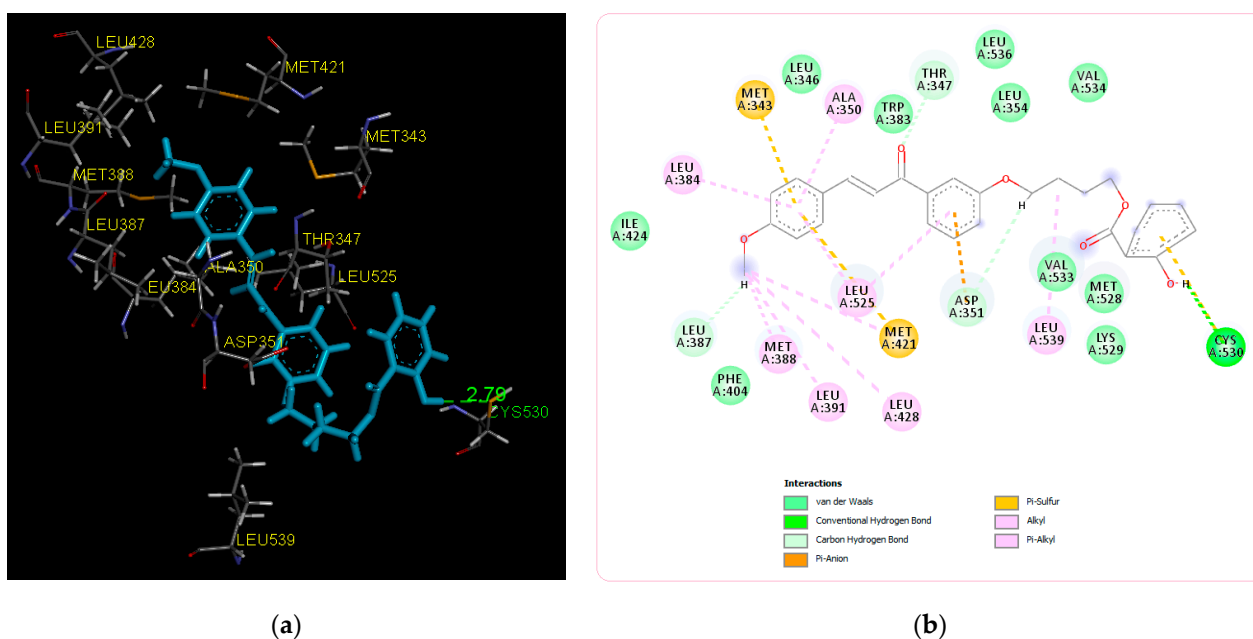 LEU428
MET421
LEU391
MET343
MET388
LEU387
THR347
ALA350
LEU525
EU384
ASP35
2.79
CYS530
LEU539
(a)
LEU
A:536
LEU
A:346
THR
A:347
VAL
A:534
MET
A:343
ALA
A:350
TRP
A:383
LEU
A:354
O
LEU
A:384
O
H
O
ILE
A:424
O
O
O
H
H
LEU
A:525
ASP
A:351
VAL
A:533
MET
A:528
LEU
A:387
MET
A:388
MET
A:421
LEU
A:539
LYS
A:529
CYS
A:530
PHE
A:404
LEU
A:391
LEU
A:428
Interactions
van der Waals
Conventional Hydrogen Bond
Carbon Hydrogen Bond
Pi-Anion
Pi-Sulfur
Alkyl
Pi-Alkyl
(b)